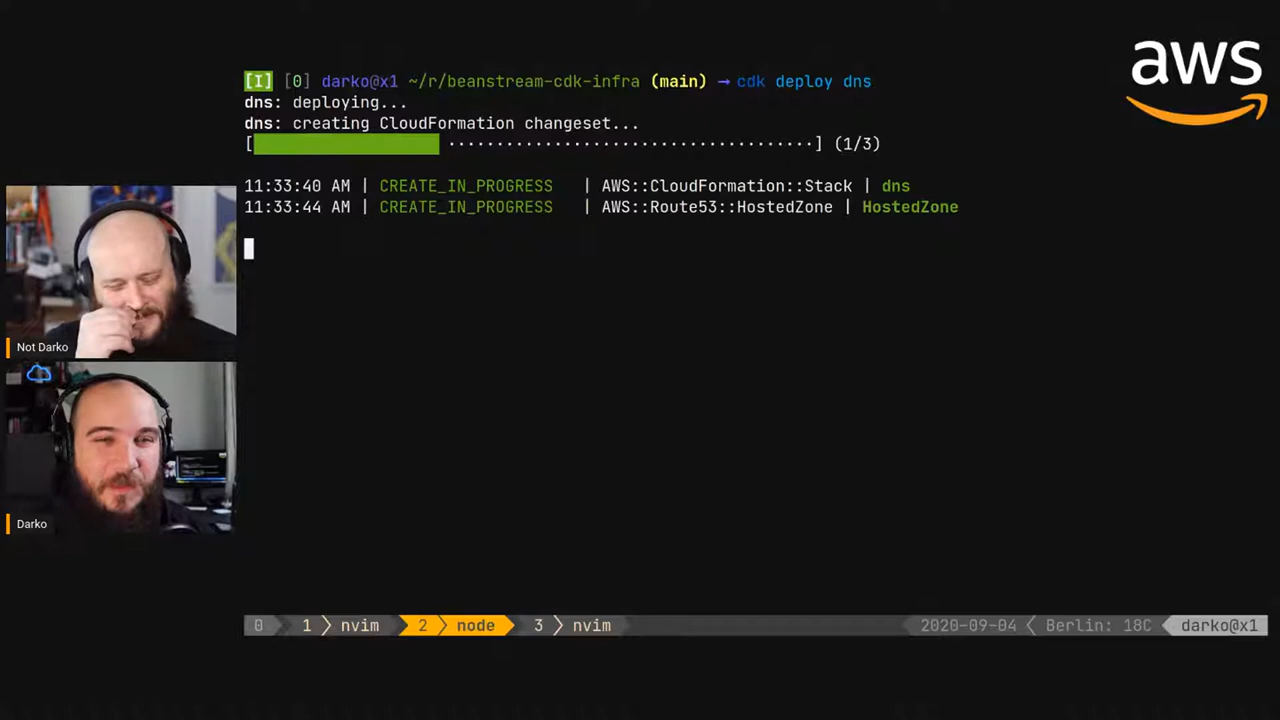 aws
[I] [0] darko@x1 ~/r/beanstream-cdk-infra (main) → cdk deploy dns
dns: deploying...
dns: creating CloudFormation changeset...
[····································] (1/3)
11:33:40 AM | CREATE_IN_PROGRESS | AWS::CloudFormation::Stack | dns
11:33:44 AM | CREATE_IN_PROGRESS | AWS::Route53::HostedZone | HostedZone
Not Darko
Darko
0 1 nvim 2 node 3 nvim 2020-09-04 Berlin: 18C darko@x1